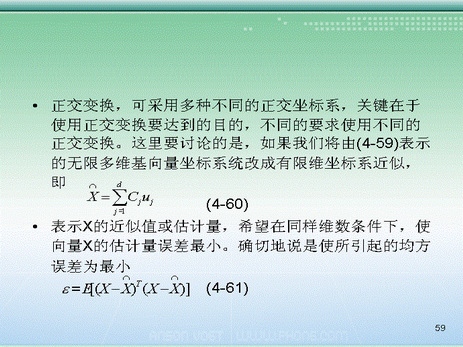 • 正交变换，可采用多种不同的正交坐标系，关键在于
使用正交变换要达到的目的，不同的要求使用不同的
正交变换。这里要讨论的是，如果我们将由(4-59)表示
的无限多维基向量坐标系统改成有限维坐标系近似，
即
X̂ = ∑_{j=1}^{d} C_j u_j (4-60)
• 表示X的近似值或估计量，希望在同样维数条件下，使
向量X的估计量误差最小。确切地说是使所引起的均方
误差为最小
ε = E[(X−X̂)^T (X−X̂)] (4-61)
59